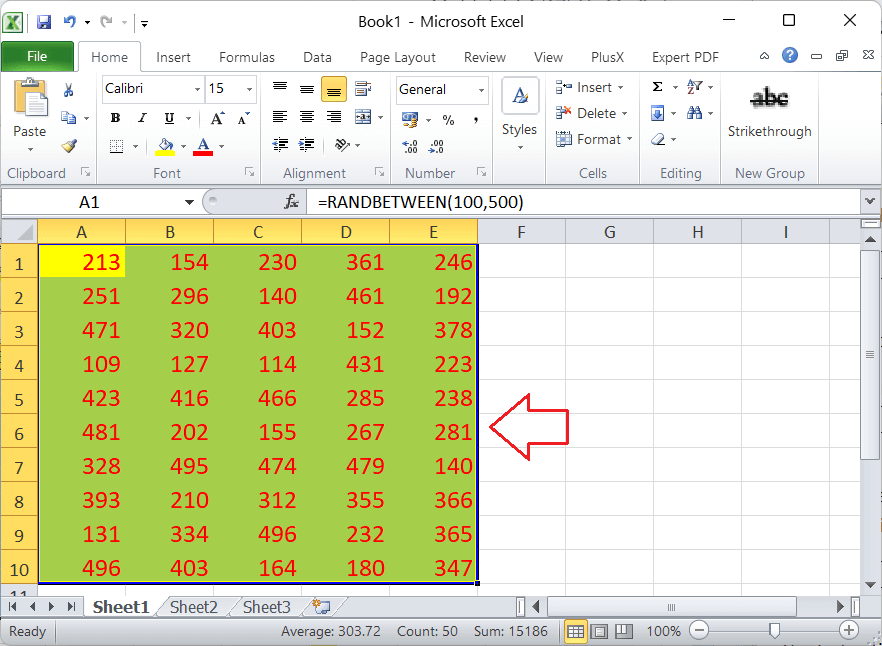 Book1 - Microsoft Excel
File Home Insert Formulas Data Page Layout Review View PlusX Expert PDF
Calibri 15 General Insert
Paste B I U A A % , Styles Delete Strikethrough
A Format
Clipboard Font Alignment Number Cells Editing New Group
A1 fx =RANDBETWEEN(100,500)
A B C D E F G H I
1 213 154 230 361 246
2 251 296 140 461 192
3 471 320 403 152 378
4 109 127 114 431 223
5 423 416 466 285 238
6 481 202 155 267 281
7 328 495 474 479 140
8 393 210 312 355 366
9 131 334 496 232 365
10 496 403 164 180 347
11
Sheet1 Sheet2 Sheet3
Ready Average: 303.72 Count: 50 Sum: 15186 100%